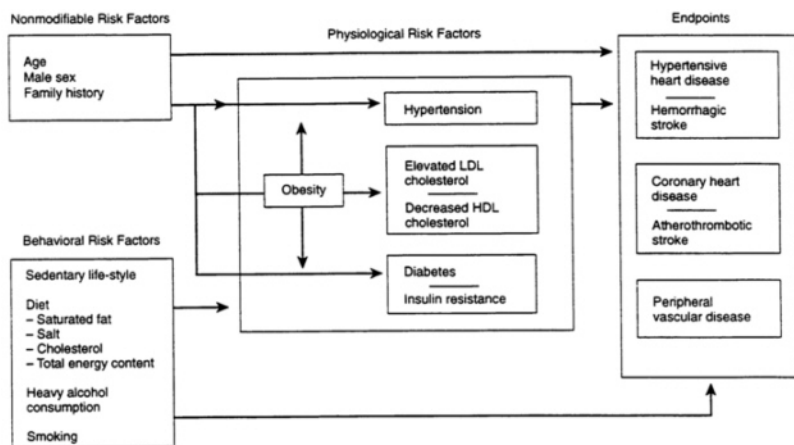 Nonmodifiable Risk Factors
Age
Male sex
Family history
Behavioral Risk Factors
Sedentary life-style
Diet
– Saturated fat
– Salt
– Cholesterol
– Total energy content
Heavy alcohol
consumption
Smoking
Physiological Risk Factors
Obesity
Hypertension
Elevated LDL
cholesterol
Decreased HDL
cholesterol
Diabetes
Insulin resistance
Endpoints
Hypertensive
heart disease
Hemorrhagic
stroke
Coronary heart
disease
Atherothrombotic
stroke
Peripheral
vascular disease